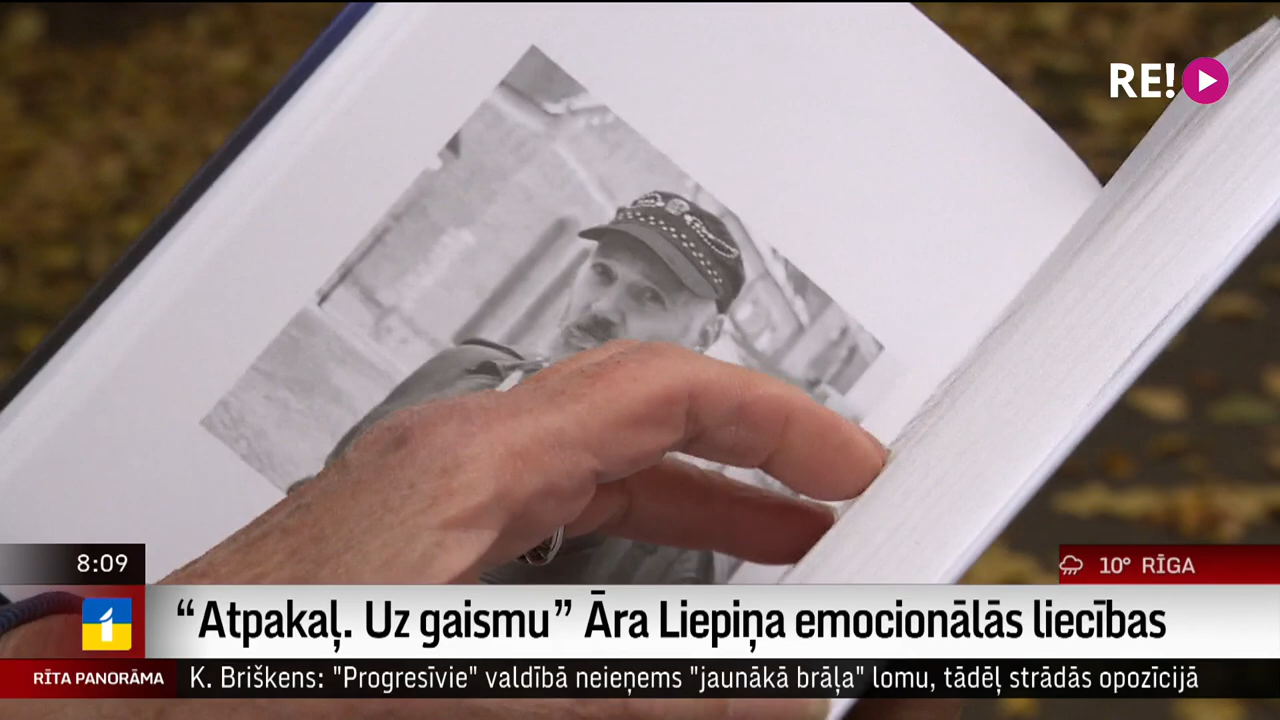 RE!
8:09
10° RĪGA
1
“Atpakaļ. Uz gaismu” Āra Liepiņa emocionālās liecības
RĪTA PANORĀMA
K. Briškens: "Progresīvie" valdībā neieņems "jaunākā brāļa" lomu, tādēļ strādās opozīcijā